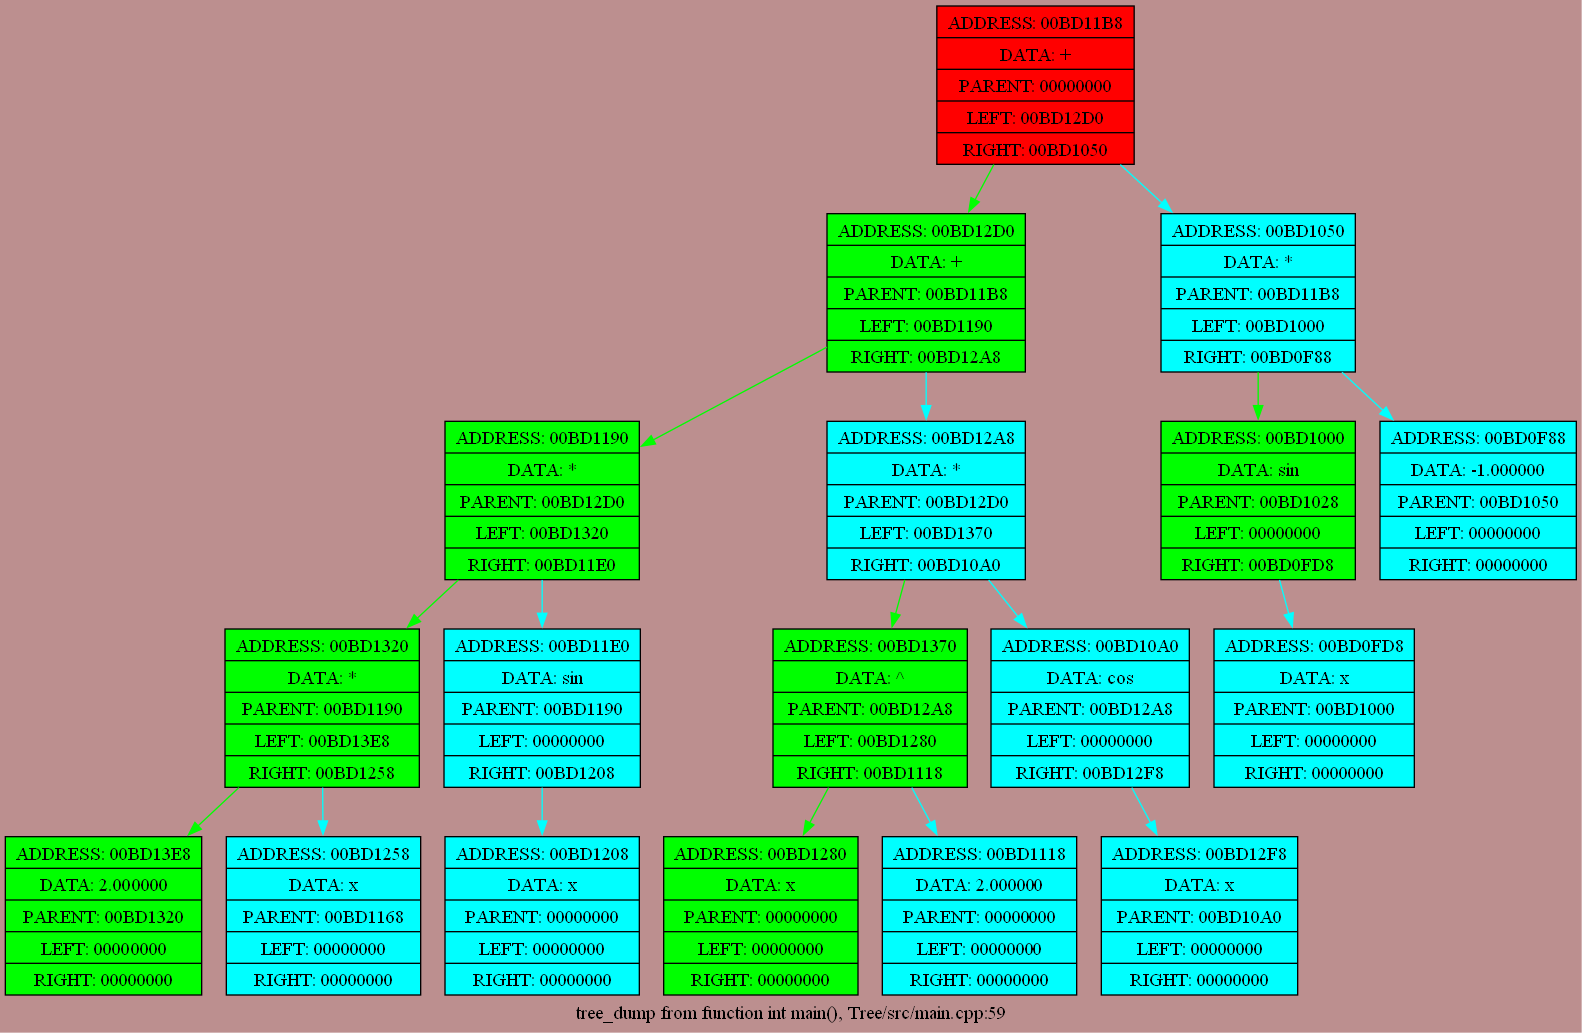 ADDRESS: 00BD11B8
DATA: +
PARENT: 00000000
LEFT: 00BD12D0
RIGHT: 00BD1050
ADDRESS: 00BD12D0
DATA: +
PARENT: 00BD11B8
LEFT: 00BD1190
RIGHT: 00BD12A8
ADDRESS: 00BD1050
DATA: *
PARENT: 00BD11B8
LEFT: 00BD1000
RIGHT: 00BD0F88
ADDRESS: 00BD1190
DATA: *
PARENT: 00BD12D0
LEFT: 00BD1320
RIGHT: 00BD11E0
ADDRESS: 00BD12A8
DATA: *
PARENT: 00BD12D0
LEFT: 00BD1370
RIGHT: 00BD10A0
ADDRESS: 00BD1000
DATA: sin
PARENT: 00BD1028
LEFT: 00000000
RIGHT: 00BD0FD8
ADDRESS: 00BD0F88
DATA: -1.000000
PARENT: 00BD1050
LEFT: 00000000
RIGHT: 00000000
ADDRESS: 00BD1320
DATA: *
PARENT: 00BD1190
LEFT: 00BD13E8
RIGHT: 00BD1258
ADDRESS: 00BD11E0
DATA: sin
PARENT: 00BD1190
LEFT: 00000000
RIGHT: 00BD1208
ADDRESS: 00BD1370
DATA: ^
PARENT: 00BD12A8
LEFT: 00BD1280
RIGHT: 00BD1118
ADDRESS: 00BD10A0
DATA: cos
PARENT: 00BD12A8
LEFT: 00000000
RIGHT: 00BD12F8
ADDRESS: 00BD0FD8
DATA: x
PARENT: 00BD1000
LEFT: 00000000
RIGHT: 00000000
ADDRESS: 00BD13E8
DATA: 2.000000
PARENT: 00BD1320
LEFT: 00000000
RIGHT: 00000000
ADDRESS: 00BD1258
DATA: x
PARENT: 00BD1168
LEFT: 00000000
RIGHT: 00000000
ADDRESS: 00BD1208
DATA: x
PARENT: 00000000
LEFT: 00000000
RIGHT: 00000000
ADDRESS: 00BD1280
DATA: x
PARENT: 00000000
LEFT: 00000000
RIGHT: 00000000
ADDRESS: 00BD1118
DATA: 2.000000
PARENT: 00000000
LEFT: 00000000
RIGHT: 00000000
ADDRESS: 00BD12F8
DATA: x
PARENT: 00BD10A0
LEFT: 00000000
RIGHT: 00000000
tree_dump from function int main(), Tree/src/main.cpp:59